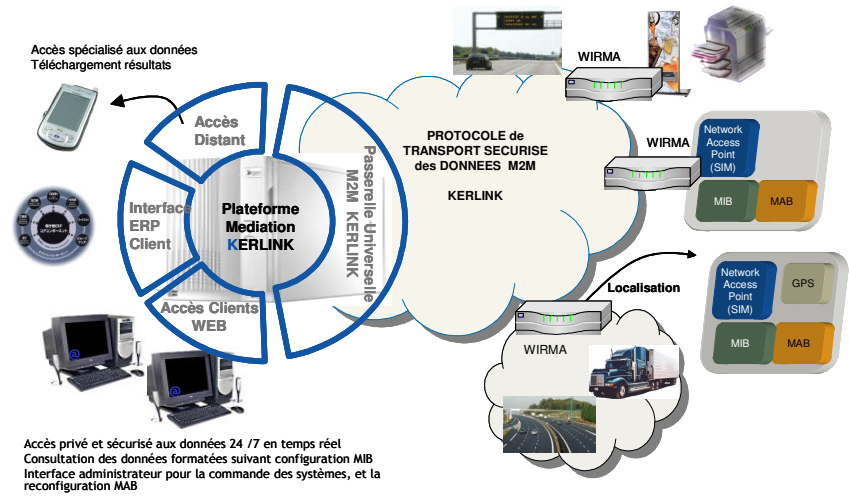 Accès spécialisé aux données
Téléchargement résultats
Accès
Distant
Interface
ERP
Client
Plateforme
Mediation
KERLINK
Accès Clients
WEB
Passerelle Universelle
M2M KERLINK
PROTOCOLE de
TRANSPORT SECURISE
des DONNEES M2M
KERLINK
WIRMA
WIRMA
Network
Access
Point
(SIM)
MIB
MAB
Localisation
WIRMA
Network
Access
Point
(SIM)
GPS
MIB
MAB
@
@
Accès privé et sécurisé aux données 24 /7 en temps réel
Consultation des données formatées suivant configuration MIB
Interface administrateur pour la commande des systèmes, et la
reconfiguration MAB